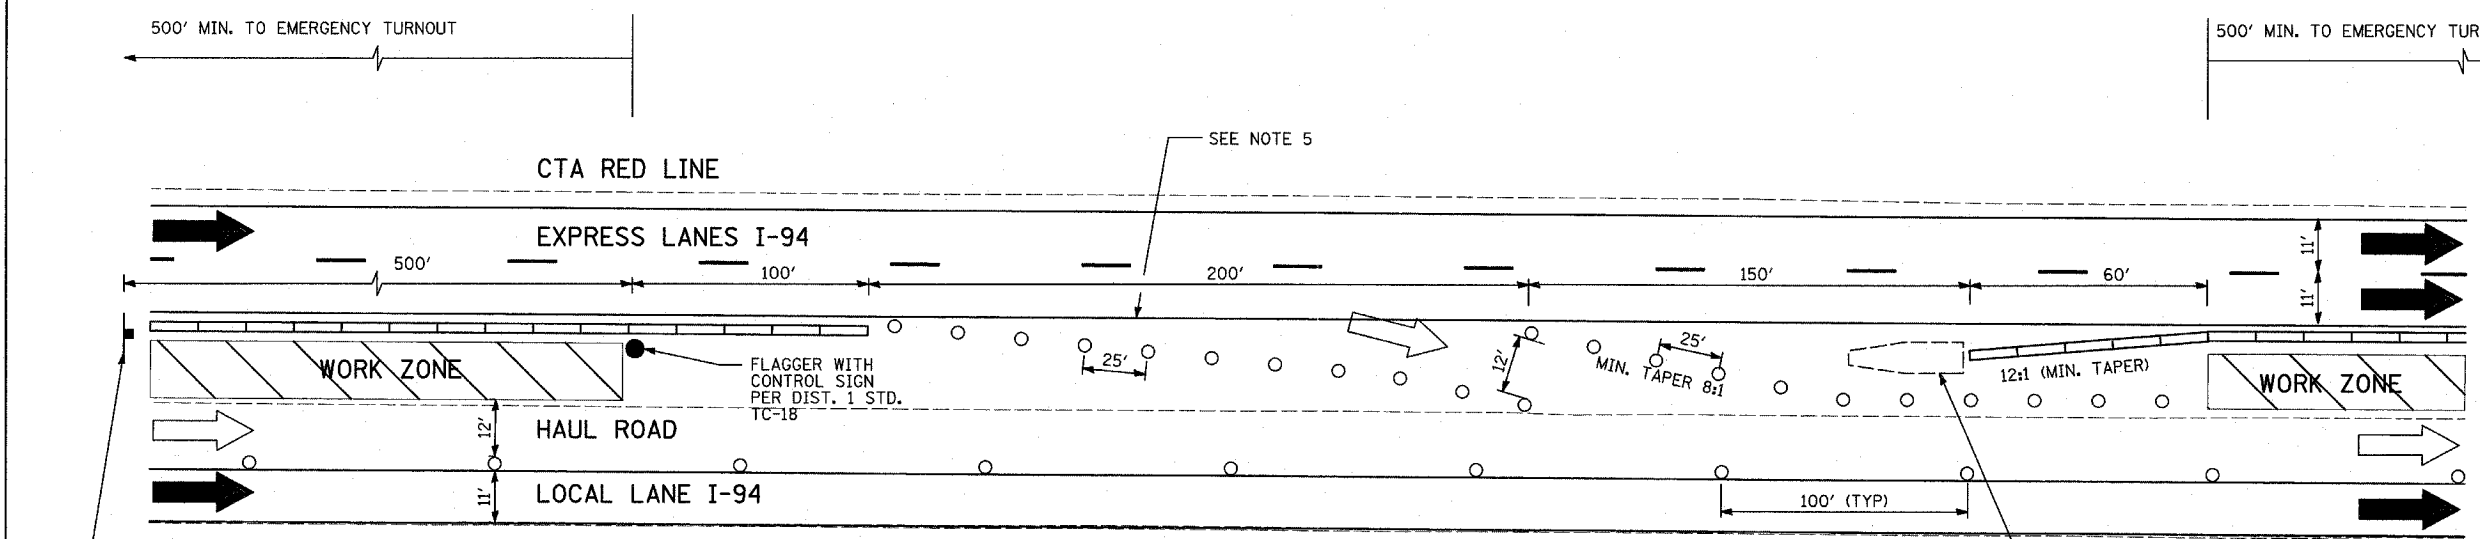 500' MIN. TO EMERGENCY TURNOUT
500' MIN. TO EMERGENCY TUR
SEE NOTE 5
CTA RED LINE
EXPRESS LANES I-94
500'
100'
200'
150'
60'
11'
11'
WORK ZONE
FLAGGER WITH
CONTROL SIGN
PER DIST. 1 STD.
TC-18
25'
12'
25'
MIN. TAPER 8:1
12:1 (MIN. TAPER)
WORK ZONE
12'
HAUL ROAD
11'
LOCAL LANE I-94
100' (TYP)